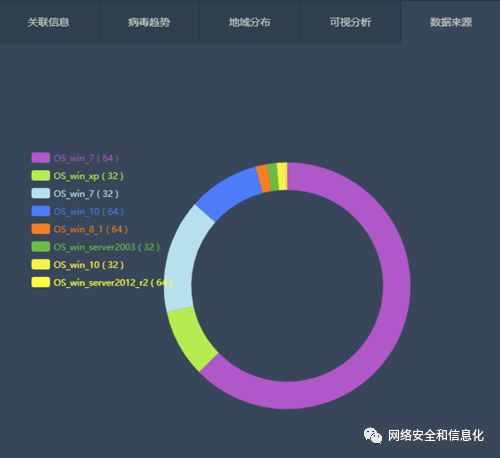 关联信息
病毒趋势
地域分布
可视分析
数据来源
OS_win_7 ( 64 )
OS_win_xp ( 32 )
OS_win_7 ( 32 )
OS_win_10 ( 64 )
OS_win_8_1 ( 64 )
OS_win_server2003 ( 32 )
OS_win_10 ( 32 )
OS_win_server2012_r2 ( 64 )
网络安全和信息化